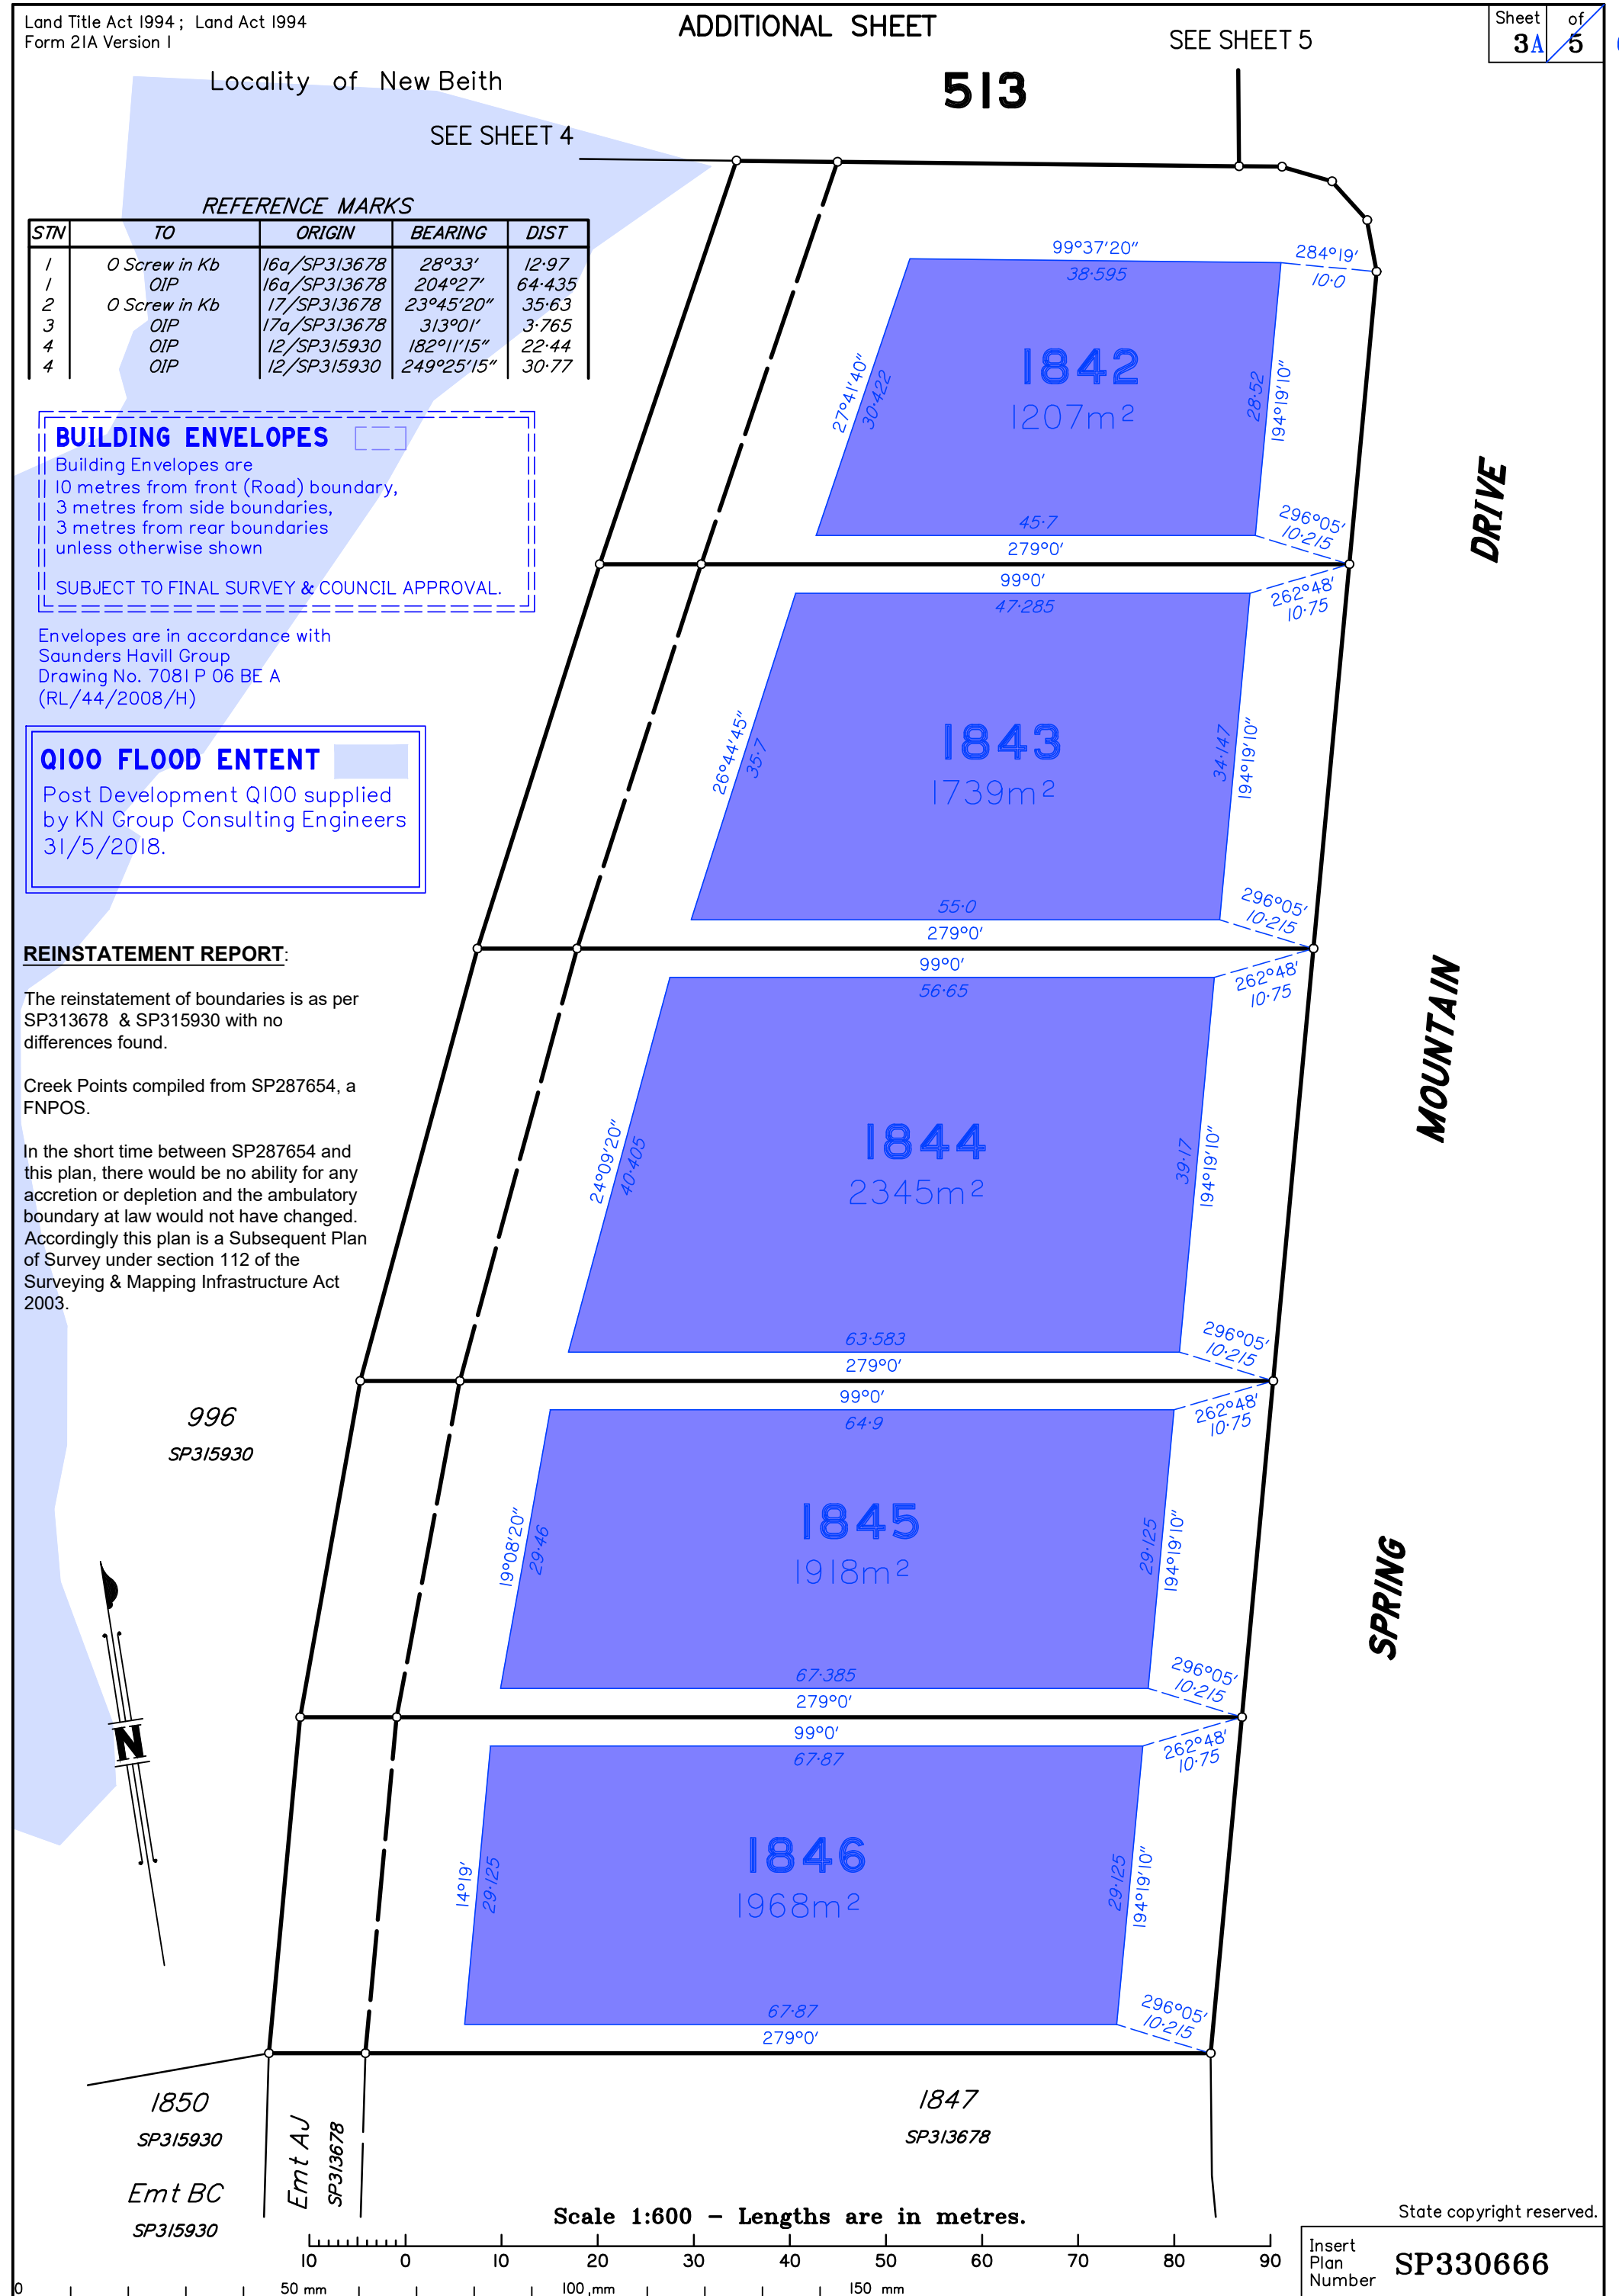 Land Title Act 1994 ; Land Act 1994
Form 21A Version 1
ADDITIONAL SHEET
Sheet of
3A 5
SEE SHEET 5
Locality of New Beith
513
SEE SHEET 4
REFERENCE MARKS
STN TO ORIGIN BEARING DIST
1 O Screw in Kb 16a/SP313678 28°33' 12·97
1 OIP 16a/SP313678 204°27' 64·435
2 O Screw in Kb 17/SP313678 23°45'20" 35·63
3 OIP 17a/SP313678 313°01' 3·765
4 OIP 12/SP315930 182°11'15" 22·44
4 OIP 12/SP315930 249°25'15" 30·77
BUILDING ENVELOPES
Building Envelopes are
10 metres from front (Road) boundary,
3 metres from side boundaries,
3 metres from rear boundaries
unless otherwise shown
SUBJECT TO FINAL SURVEY & COUNCIL APPROVAL.
Envelopes are in accordance with
Saunders Havill Group
Drawing No. 7081 P 06 BE A
(RL/44/2008/H)
Q100 FLOOD ENTENT
Post Development Q100 supplied
by KN Group Consulting Engineers
31/5/2018.
REINSTATEMENT REPORT:
The reinstatement of boundaries is as per
SP313678 & SP315930 with no
differences found.
Creek Points compiled from SP287654, a
FNPOS.
In the short time between SP287654 and
this plan, there would be no ability for any
accretion or depletion and the ambulatory
boundary at law would not have changed.
Accordingly this plan is a Subsequent Plan
of Survey under section 112 of the
Surveying & Mapping Infrastructure Act
2003.
99°37'20"
38·595
284°19'
10·0
27°41'40"
30·422
1842
1207m²
28·52
194°19'10"
45·7
279°0'
296°05'
10·215
99°0'
47·285
262°48'
10·75
26°44'45"
35·7
1843
1739m²
34·147
194°19'10"
55·0
279°0'
296°05'
10·215
99°0'
56·65
262°48'
10·75
24°09'20"
40·405
1844
2345m²
39·17
194°19'10"
63·583
279°0'
296°05'
10·215
99°0'
64·9
262°48'
10·75
19°08'20"
29·46
1845
1918m²
29·125
194°19'10"
67·385
279°0'
296°05'
10·215
99°0'
67·87
262°48'
10·75
14°19'
29·125
1846
1968m²
29·125
194°19'10"
67·87
279°0'
296°05'
10·215
SPRING MOUNTAIN DRIVE
996
SP315930
N
1850
SP315930
Emt BC
SP315930
Emt AJ
SP313678
1847
SP313678
Scale 1:600 – Lengths are in metres.
10 0 10 20 30 40 50 60 70 80 90
0 50 mm 100 mm 150 mm
State copyright reserved.
Insert
Plan
Number
SP330666